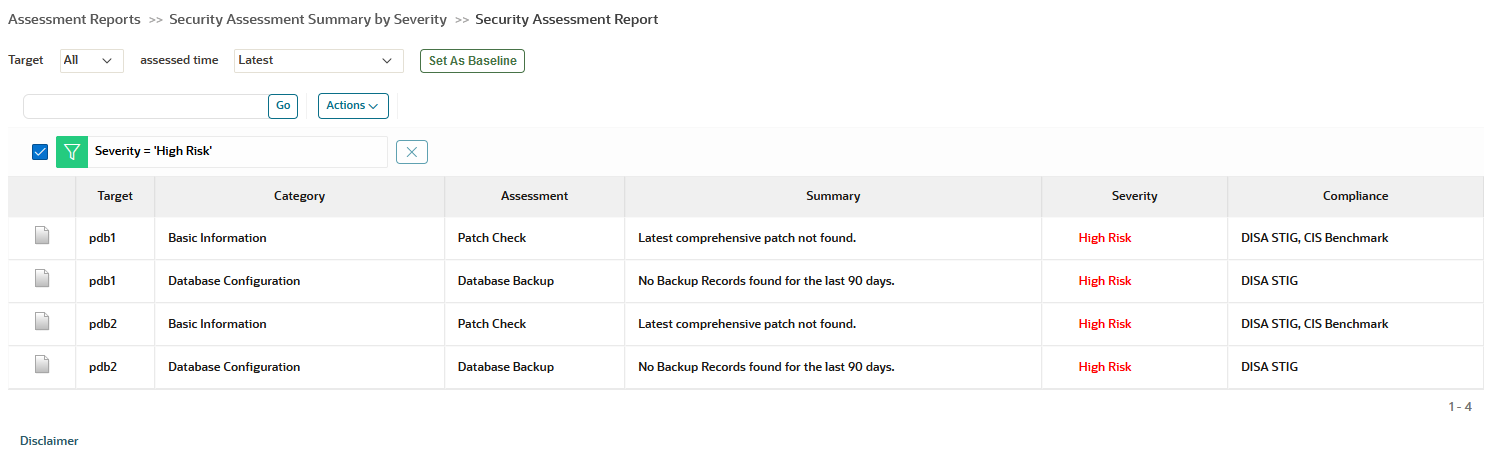 Assessment Reports >> Security Assessment Summary by Severity >> Security Assessment Report
Target All assessed time Latest Set As Baseline
Go Actions
Severity = 'High Risk'
Target Category Assessment Summary Severity Compliance
pdb1 Basic Information Patch Check Latest comprehensive patch not found. High Risk DISA STIG, CIS Benchmark
pdb1 Database Configuration Database Backup No Backup Records found for the last 90 days. High Risk DISA STIG
pdb2 Basic Information Patch Check Latest comprehensive patch not found. High Risk DISA STIG, CIS Benchmark
pdb2 Database Configuration Database Backup No Backup Records found for the last 90 days. High Risk DISA STIG
1 - 4
Disclaimer